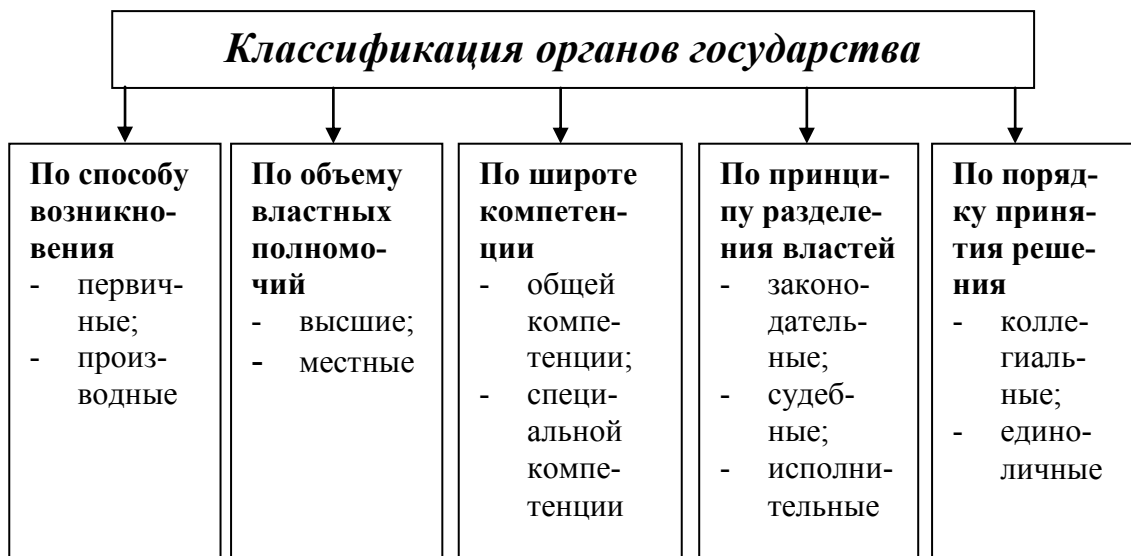 Классификация органов государства
По способу
возникно-
вения
- первич-
ные;
- произ-
водные
По объему
властных
полномо-
чий
- высшие;
- местные
По широте
компетен-
ции
- общей
компе-
тенции;
- специ-
альной
компе-
тенции
По принци-
пу разделе-
ния властей
- законо-
датель-
ные;
- судеб-
ные;
- исполни-
тельные
По поряд-
ку приня-
тия реше-
ния
- колле-
гиаль-
ные;
- едино-
личные